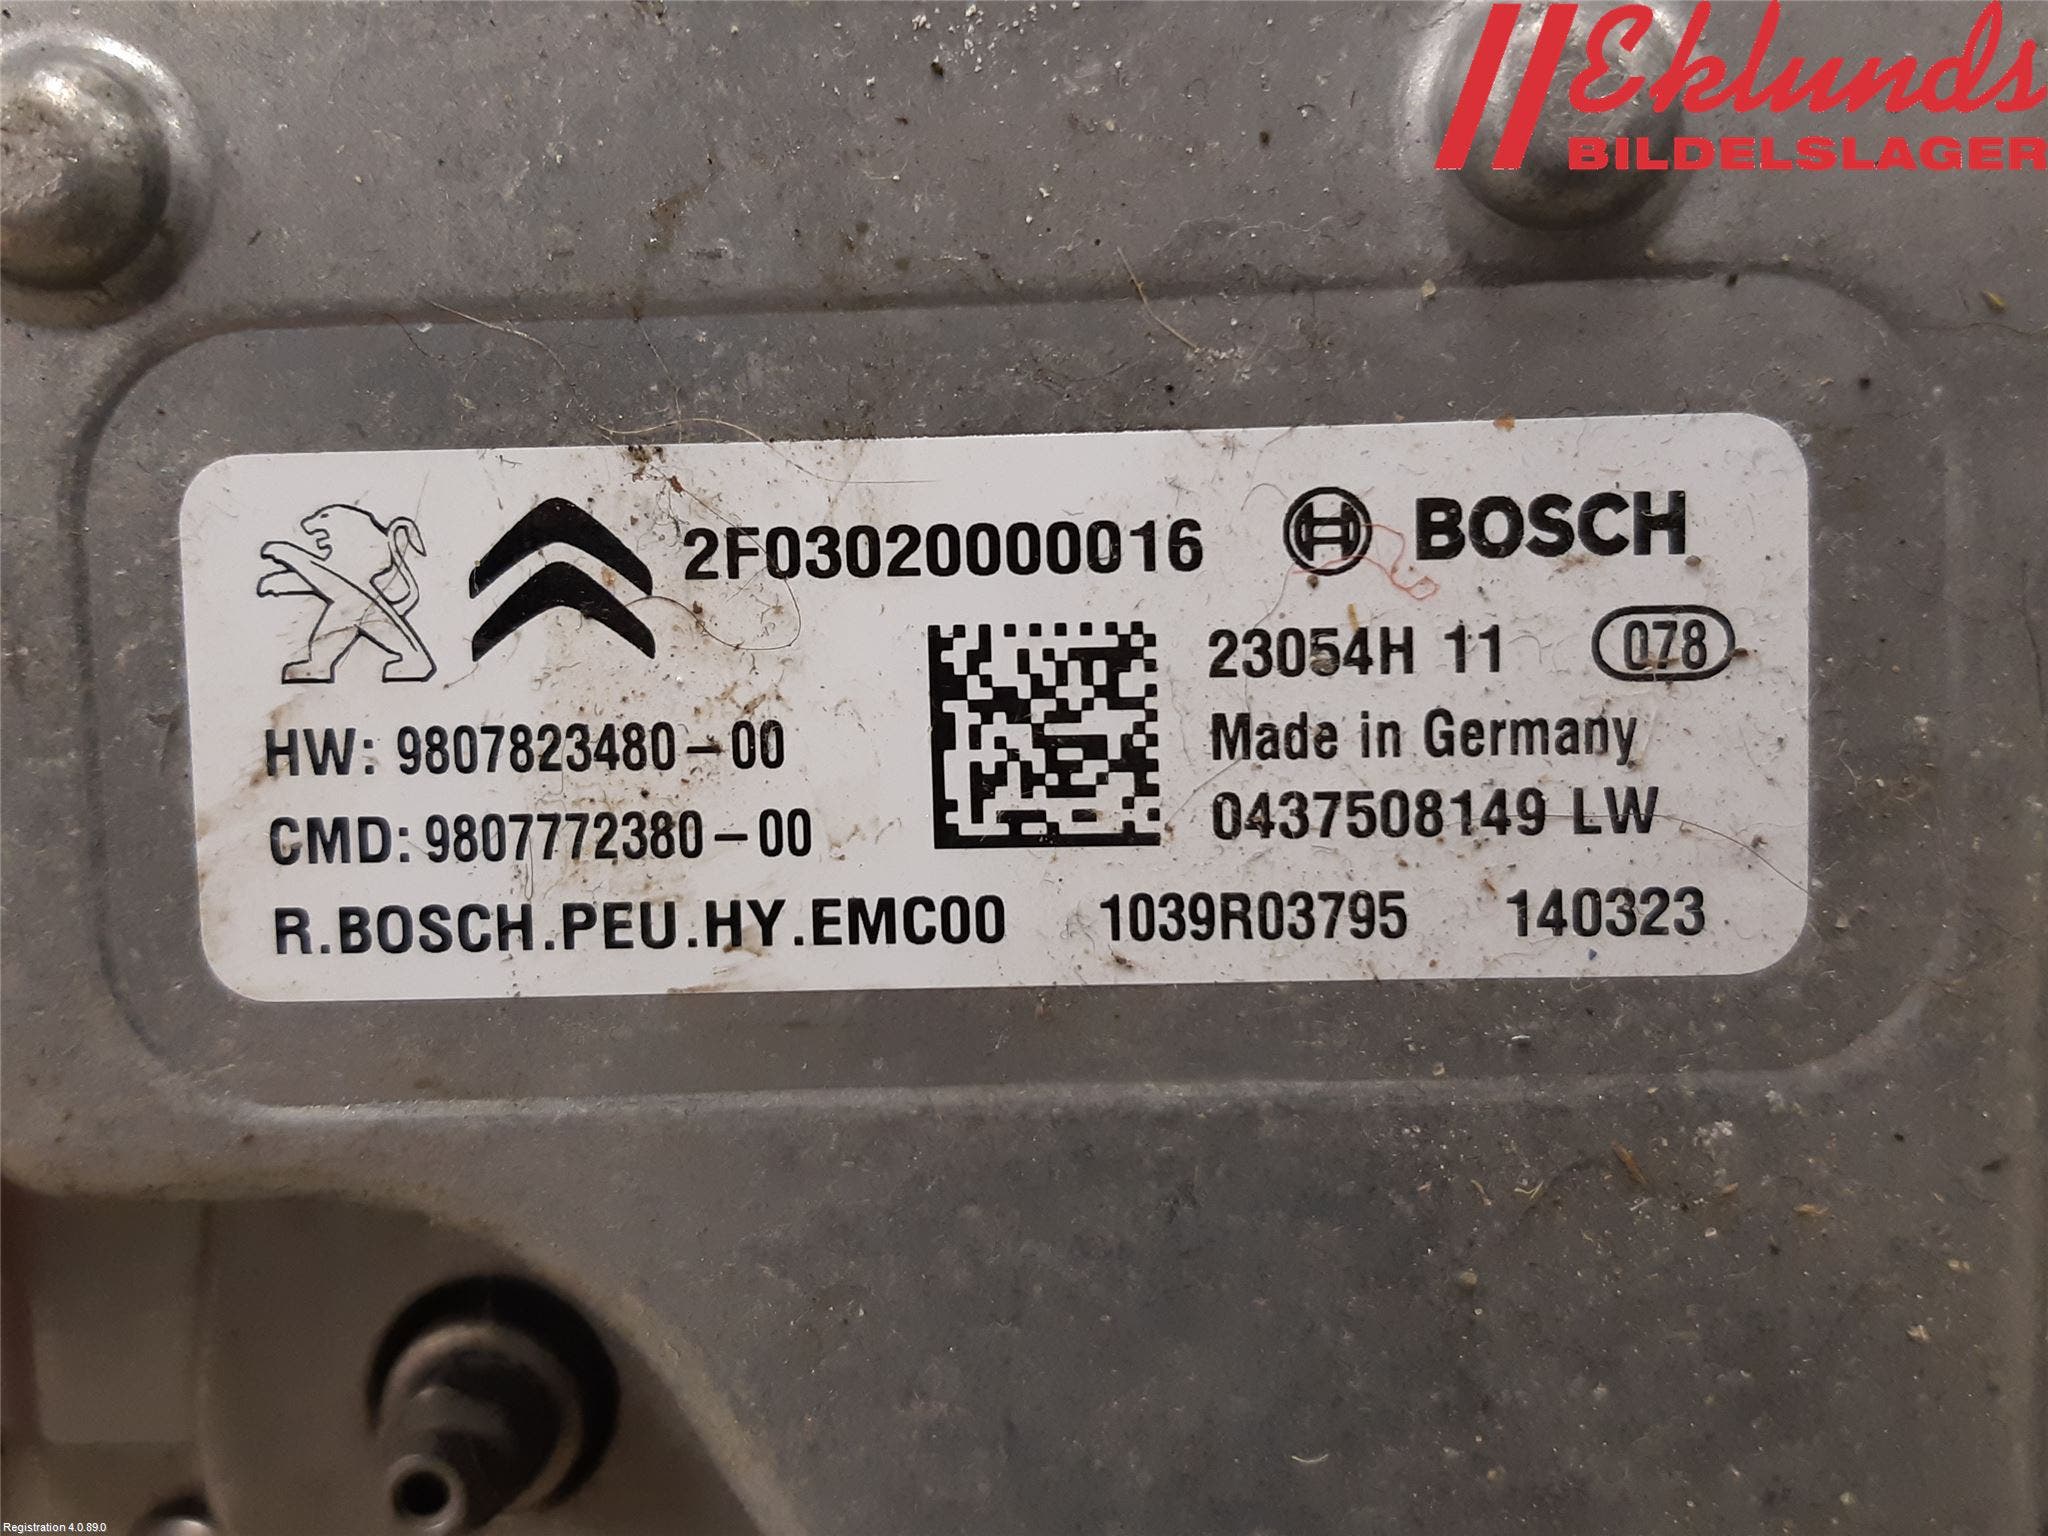 Eklunds
BILDELSLAGER
2F03020000016
BOSCH
23054H 11
078
HW: 9807823480-00
Made in Germany
CMD: 9807772380-00
0437508149 LW
R.BOSCH.PEU.HY.EMC00 1039R03795 140323
Registration 4.0.89.0